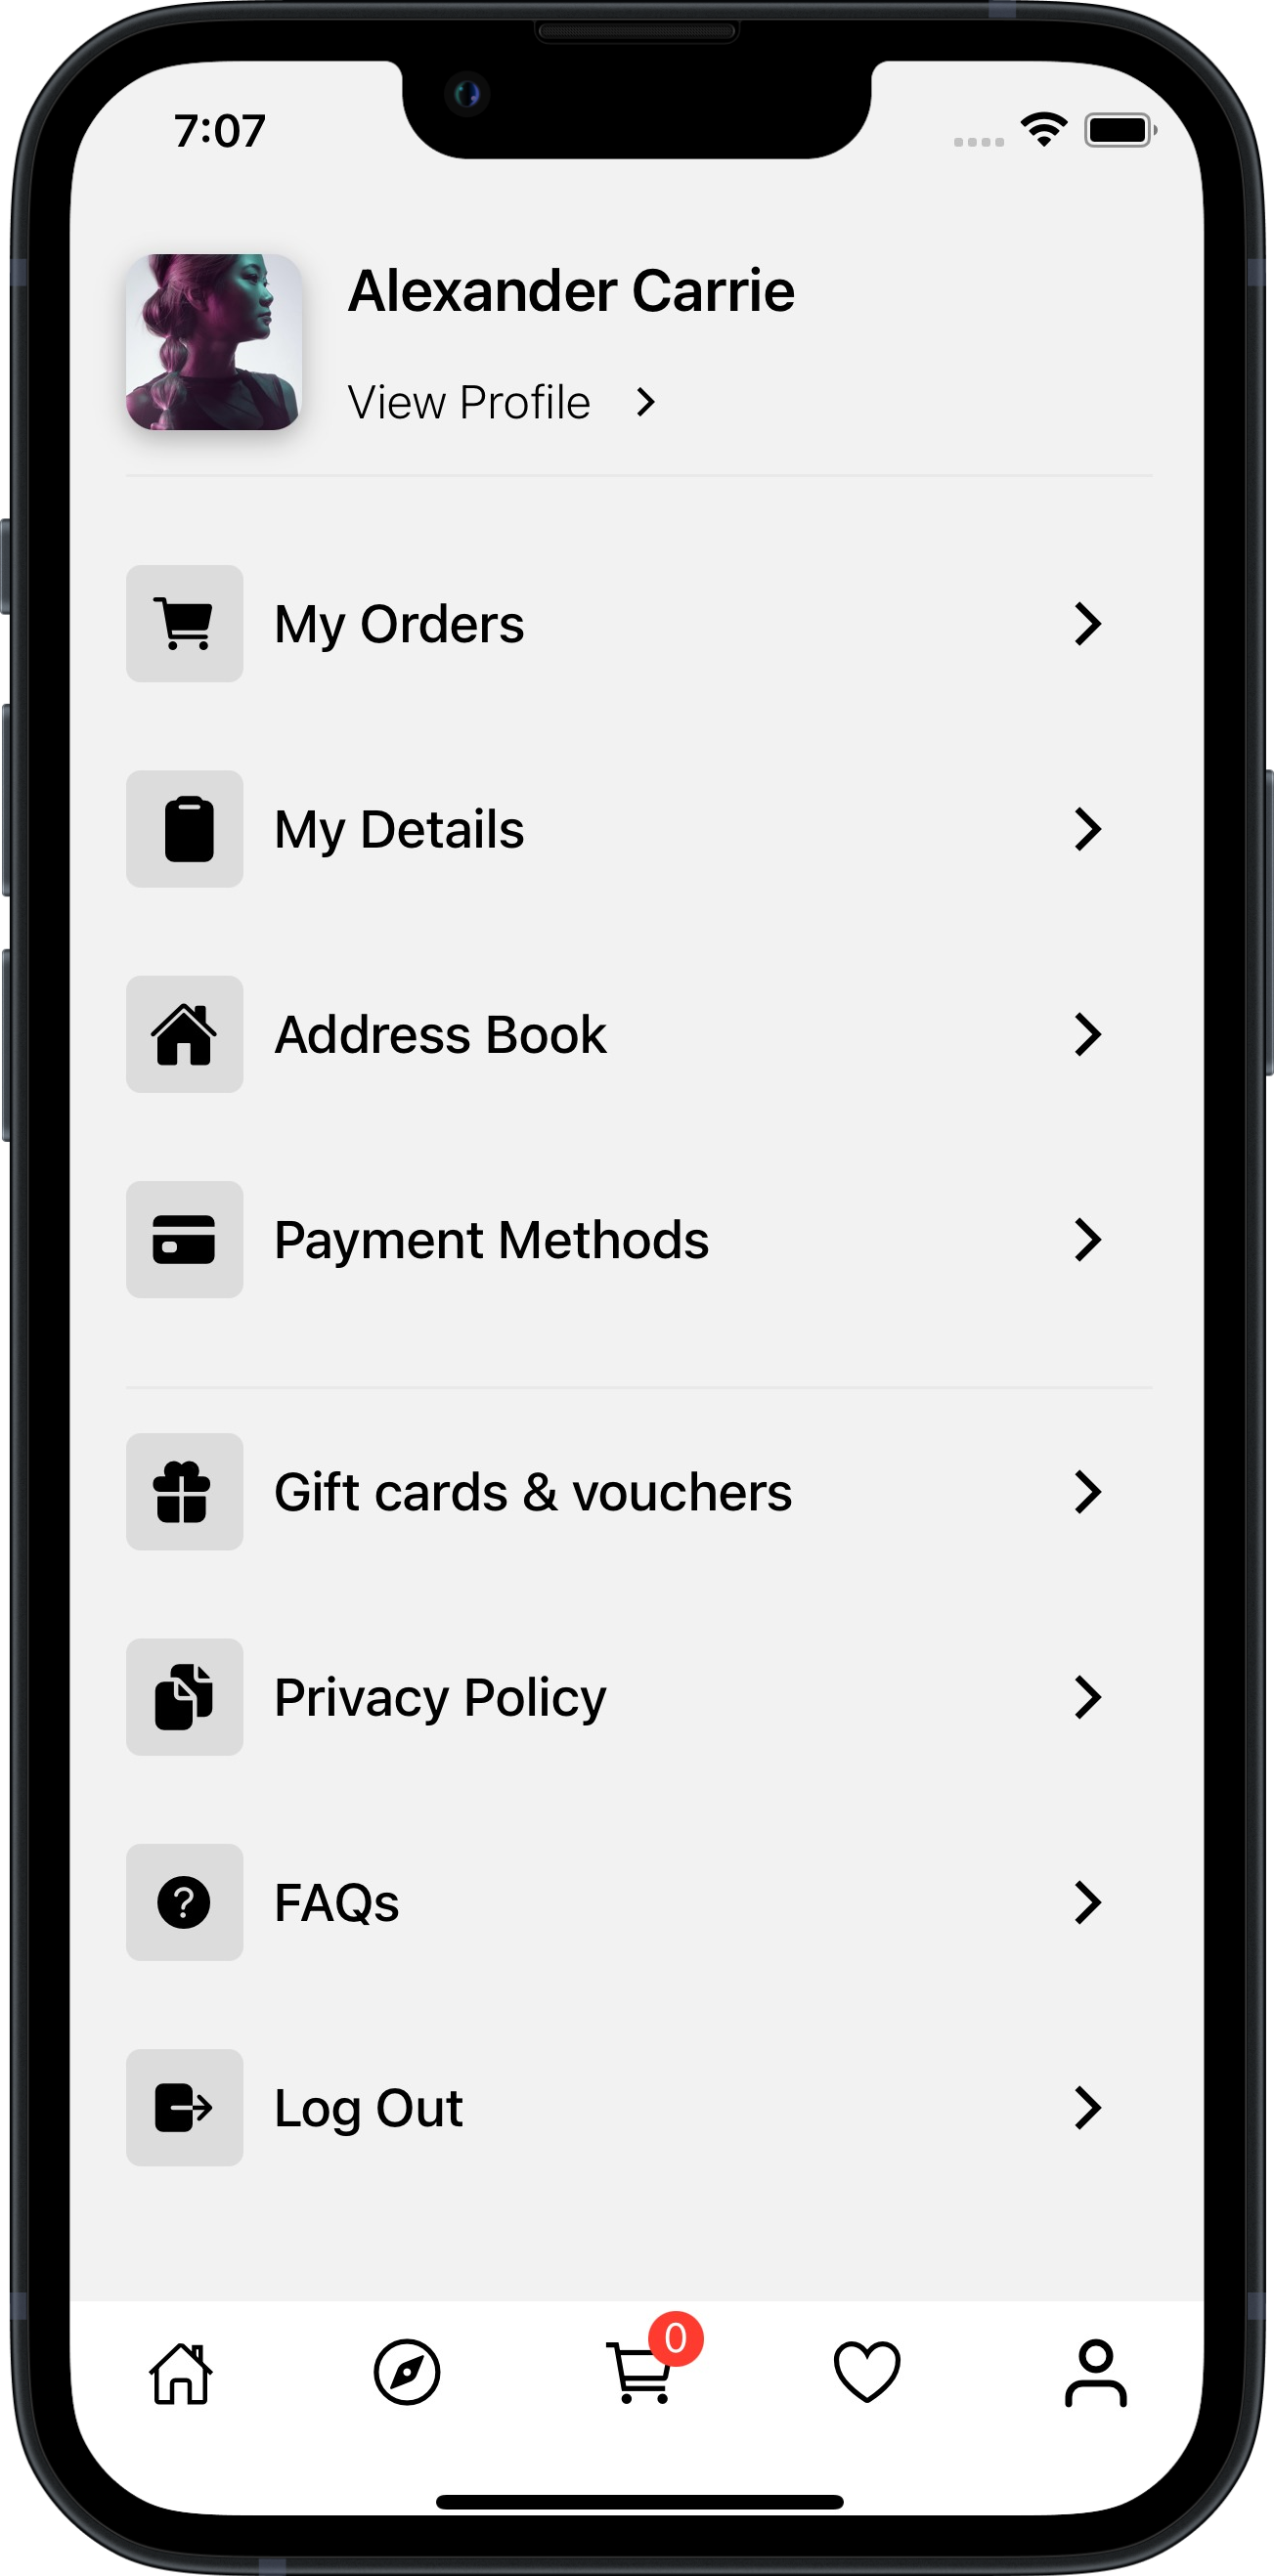 7:07
Alexander Carrie
View Profile
My Orders
My Details
Address Book
Payment Methods
Gift cards & vouchers
Privacy Policy
FAQs
Log Out
0